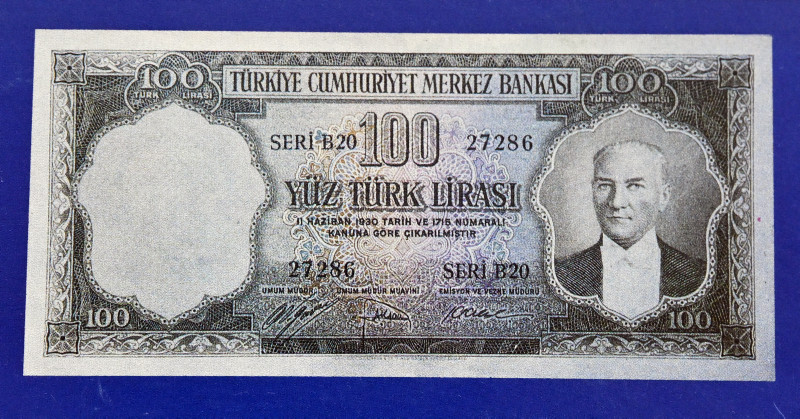 100 TÜRK LİRASI
TÜRKİYE CUMHURİYET MERKEZ BANKASI
100 TÜRK LİRASI
SERİ B20 100 27286
YÜZ TÜRK LİRASI
11 HAZİRAN 1930 TARİH VE 1715 NUMARALI
KANUNA GÖRE ÇIKARILMIŞTIR
27286 SERİ B20
UMUM MÜDÜR UMUM MÜDÜR MUAVİNİ EMİSYON VE VEZNE MÜDÜRÜ
100 100